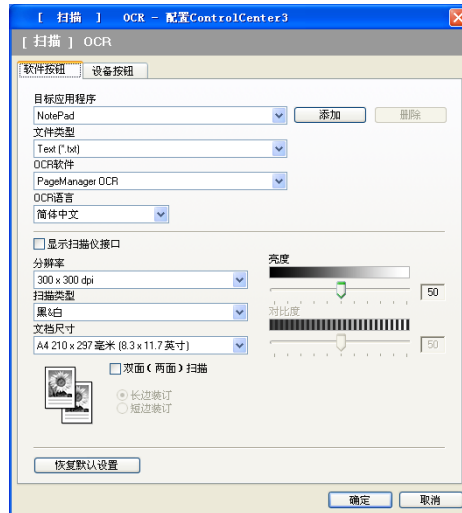 [ 扫描 ] OCR - 配置ControlCenter3
[ 扫描 ] OCR
软件按钮 设备按钮
目标应用程序
NotePad 添加 删除
文件类型
Text (*.txt)
OCR软件
PageManager OCR
OCR语言
简体中文
显示扫描仪接口
分辨率 亮度
300 x 300 dpi 50
扫描类型 对比度
黑&白
文档尺寸
A4 210 x 297 毫米 (8.3 x 11.7 英寸) 50
双面(两面)扫描
长边装订
短边装订
恢复默认设置
确定 取消